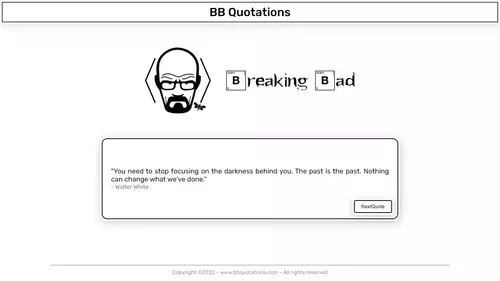 BB Quotations
Breaking Bad
"You need to stop focusing on the darkness behind you. The past is the past. Nothing
can change what we've done."
- Walter White
NextQuote
Copyright ©2022 - www.bbquotations.com - All rights reserved